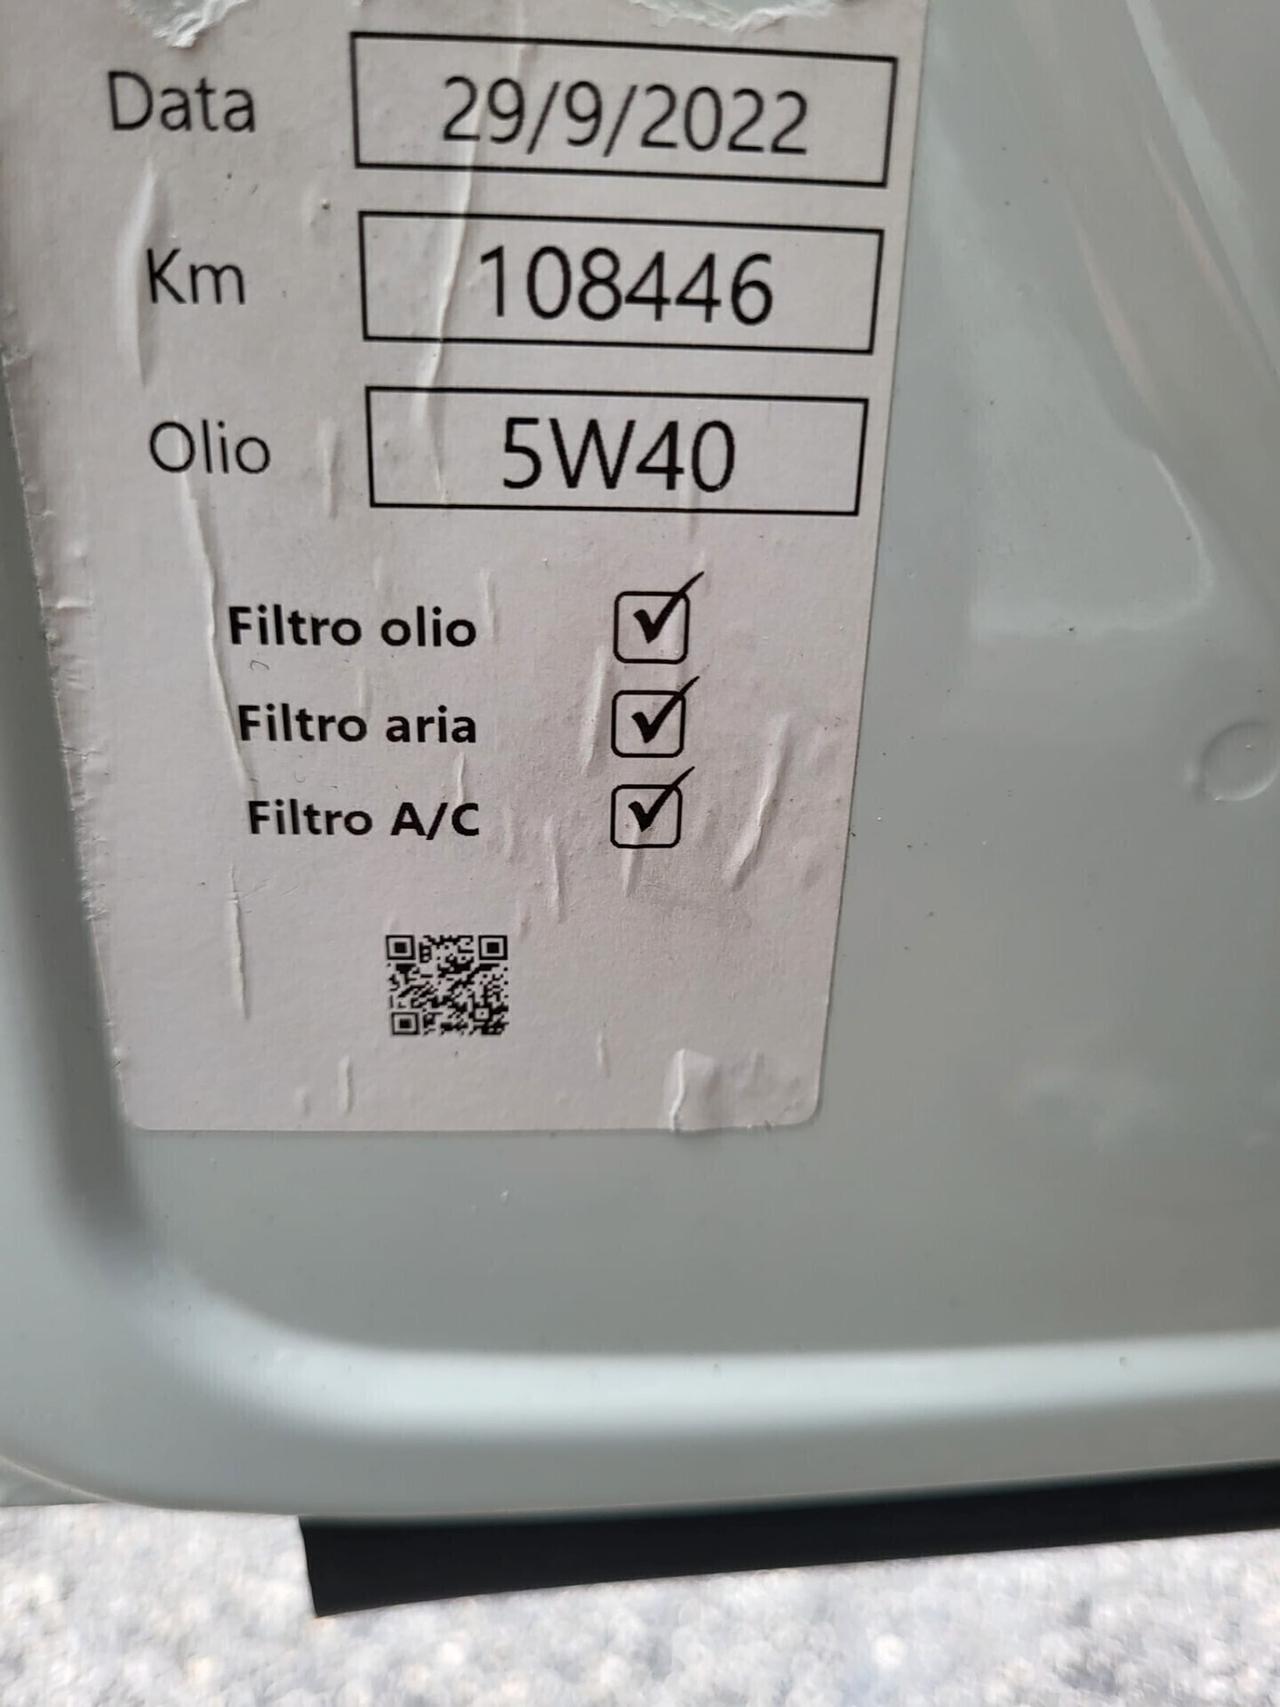 Data 29/9/2022
Km 108446
Olio 5W40
Filtro olio
Filtro aria
Filtro A/C